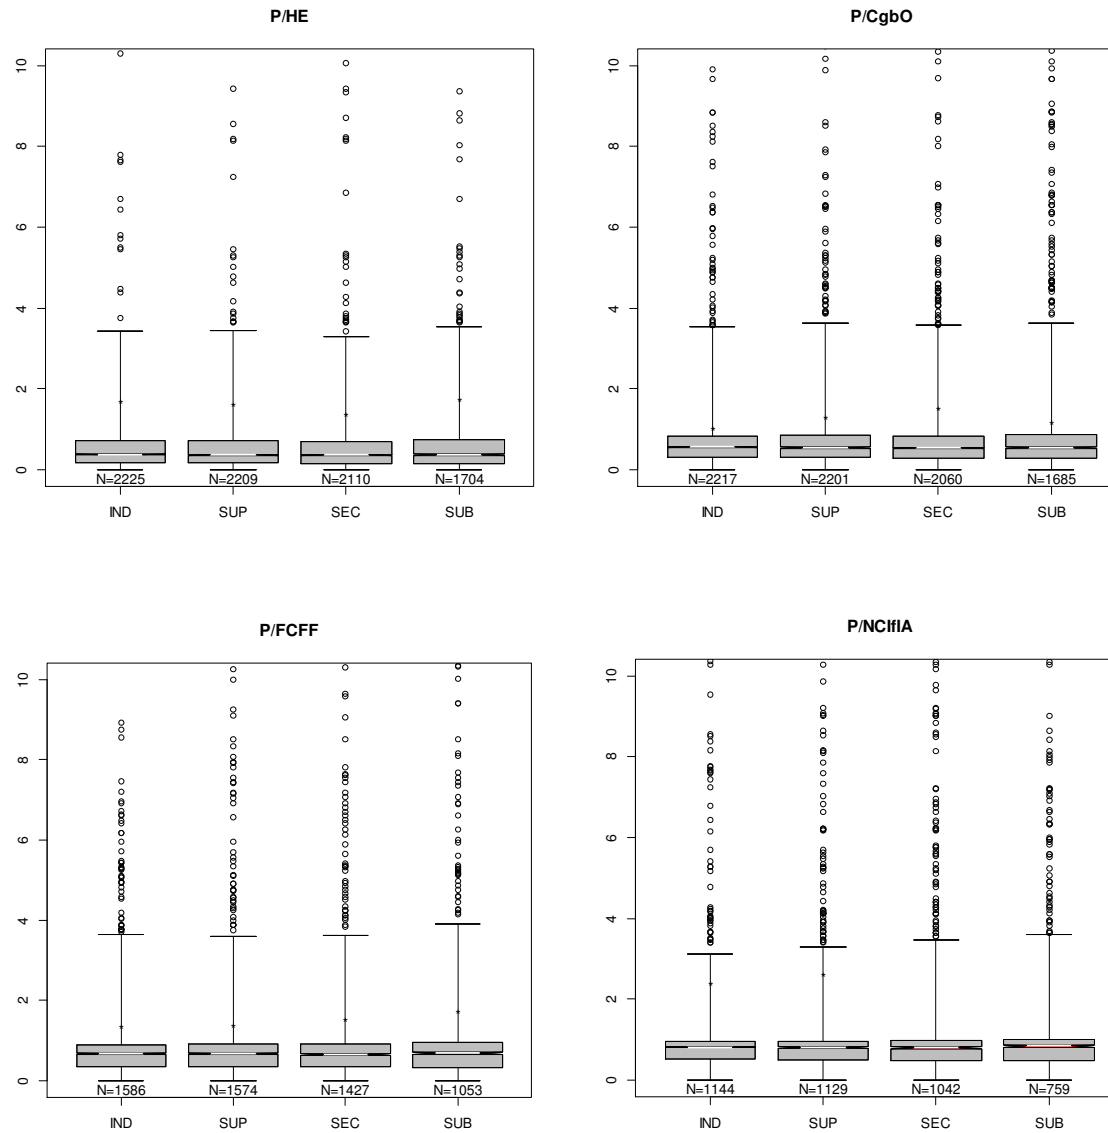 P/HE
10
8
6
4
2
0
N=2225 N=2209 N=2110 N=1704
IND SUP SEC SUB
P/CgbO
10
8
6
4
2
0
N=2217 N=2201 N=2060 N=1685
IND SUP SEC SUB
P/FCFF
10
8
6
4
2
0
N=1586 N=1574 N=1427 N=1053
IND SUP SEC SUB
P/NCIfIA
10
8
6
4
2
0
N=1144 N=1129 N=1042 N=759
IND SUP SEC SUB